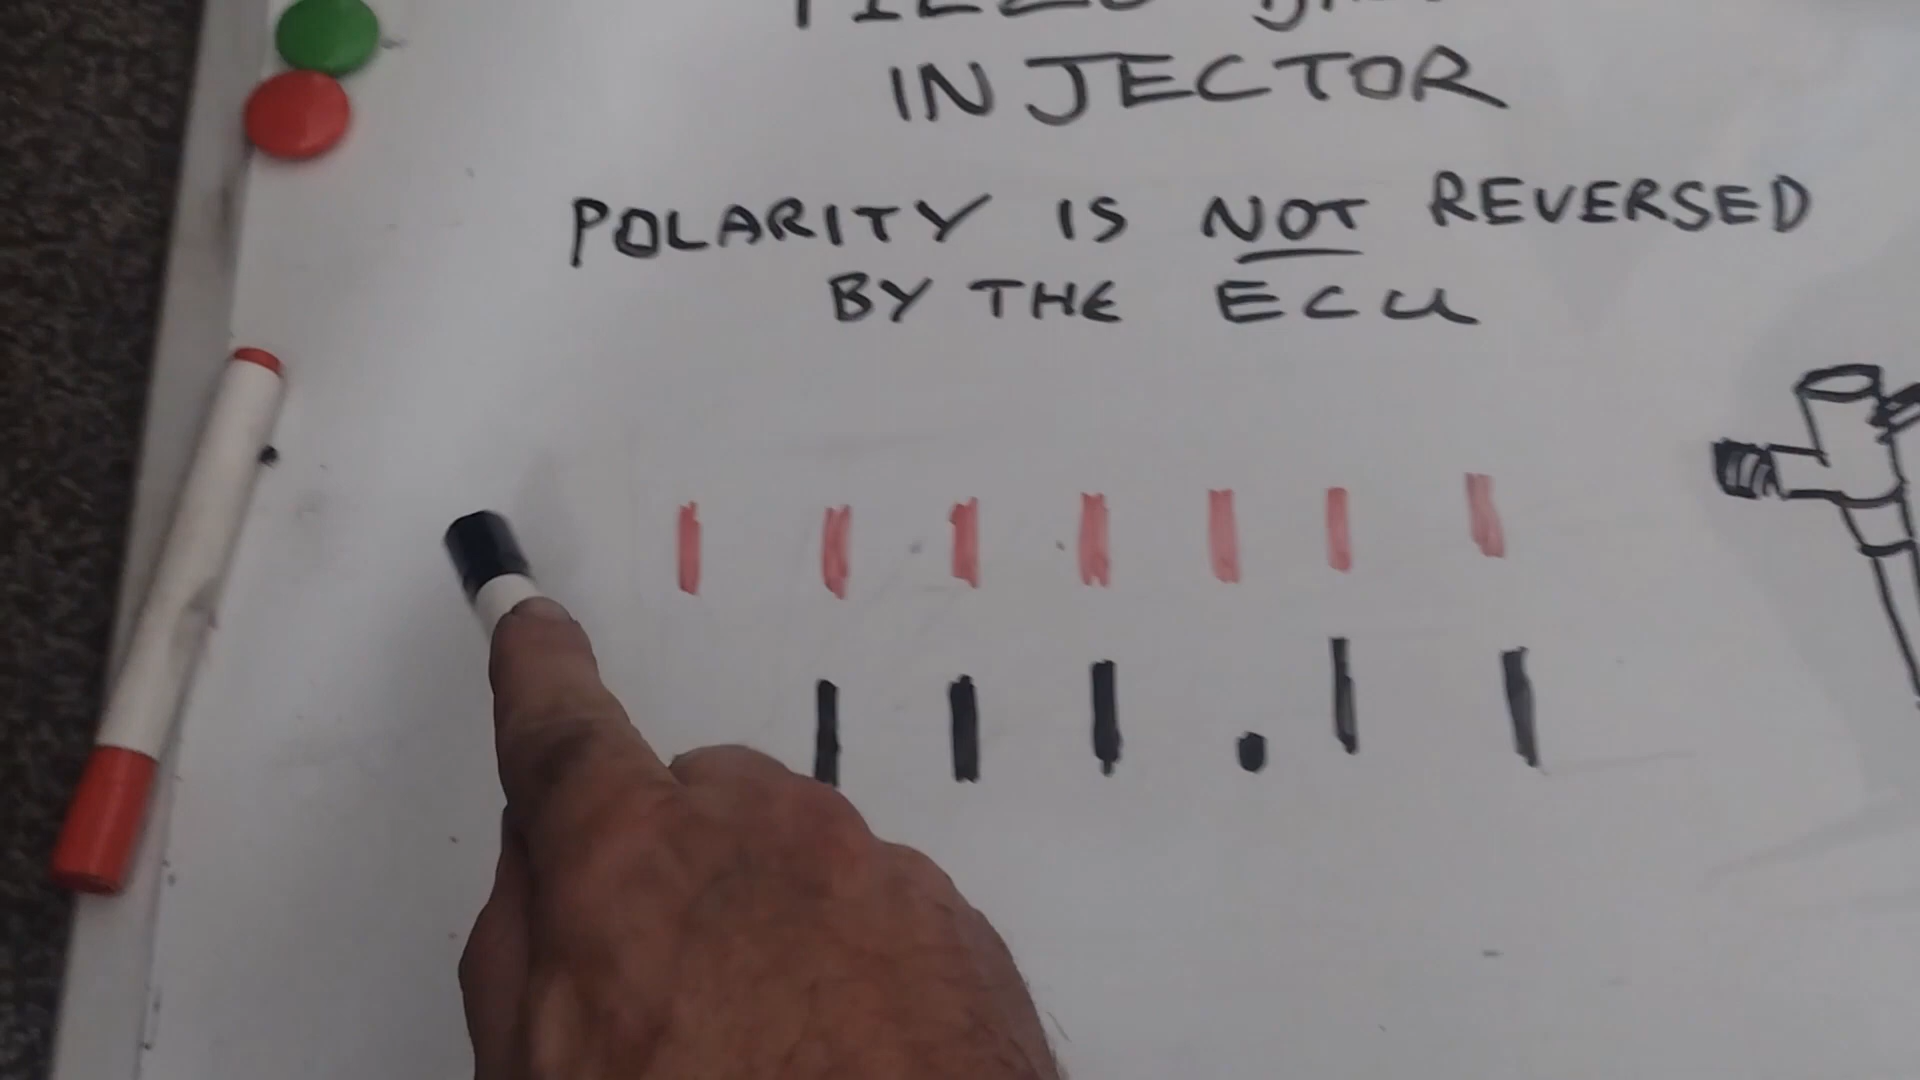 INJECTOR
POLARITY IS NOT REVERSED
BY THE ECU